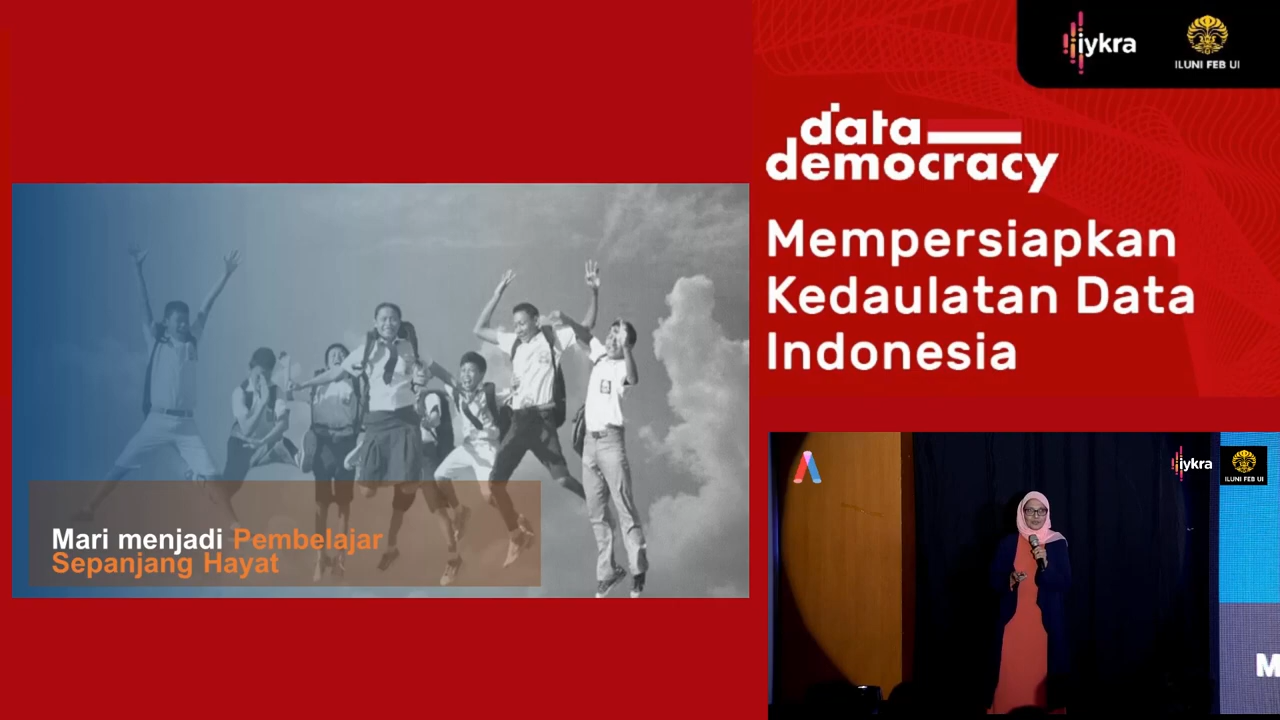 iykra
ILUNI FEB UI
data
democracy
Mempersiapkan
Kedaulatan Data
Indonesia
Mari menjadi Pembelajar
Sepanjang Hayat
iykra
ILUNI FEB UI
M